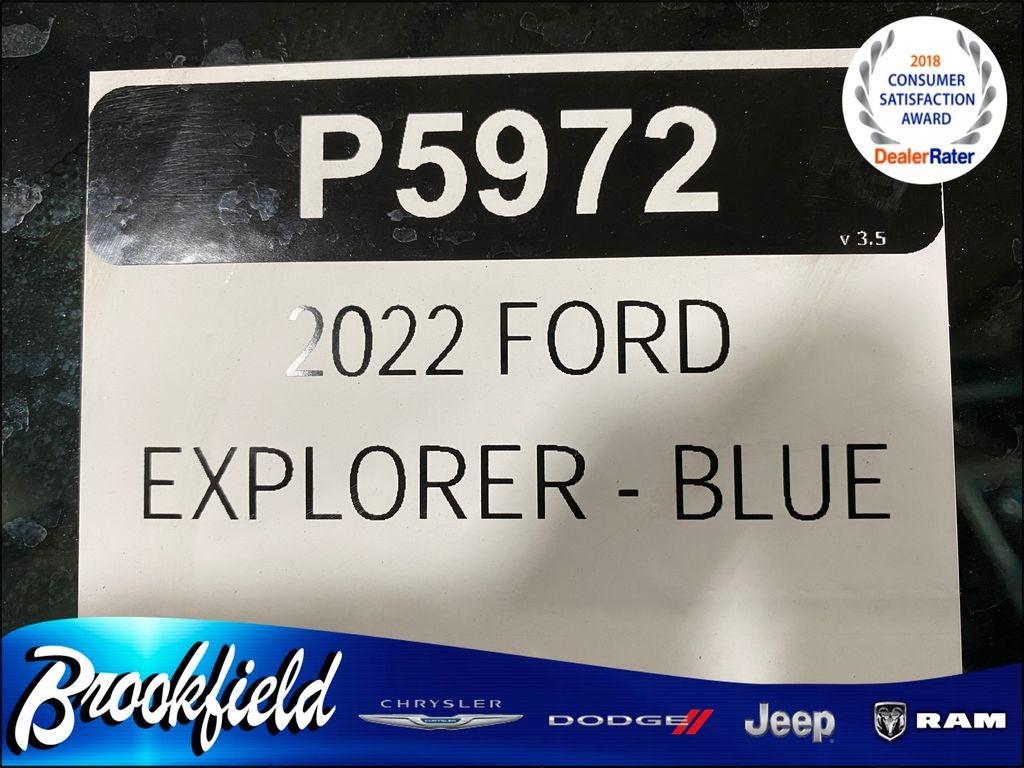 2018
CONSUMER
SATISFACTION
AWARD
DealerRater
P5972
v 3.5
2022 FORD
EXPLORER - BLUE
Brookfield
CHRYSLER
DODGE
Jeep
RAM